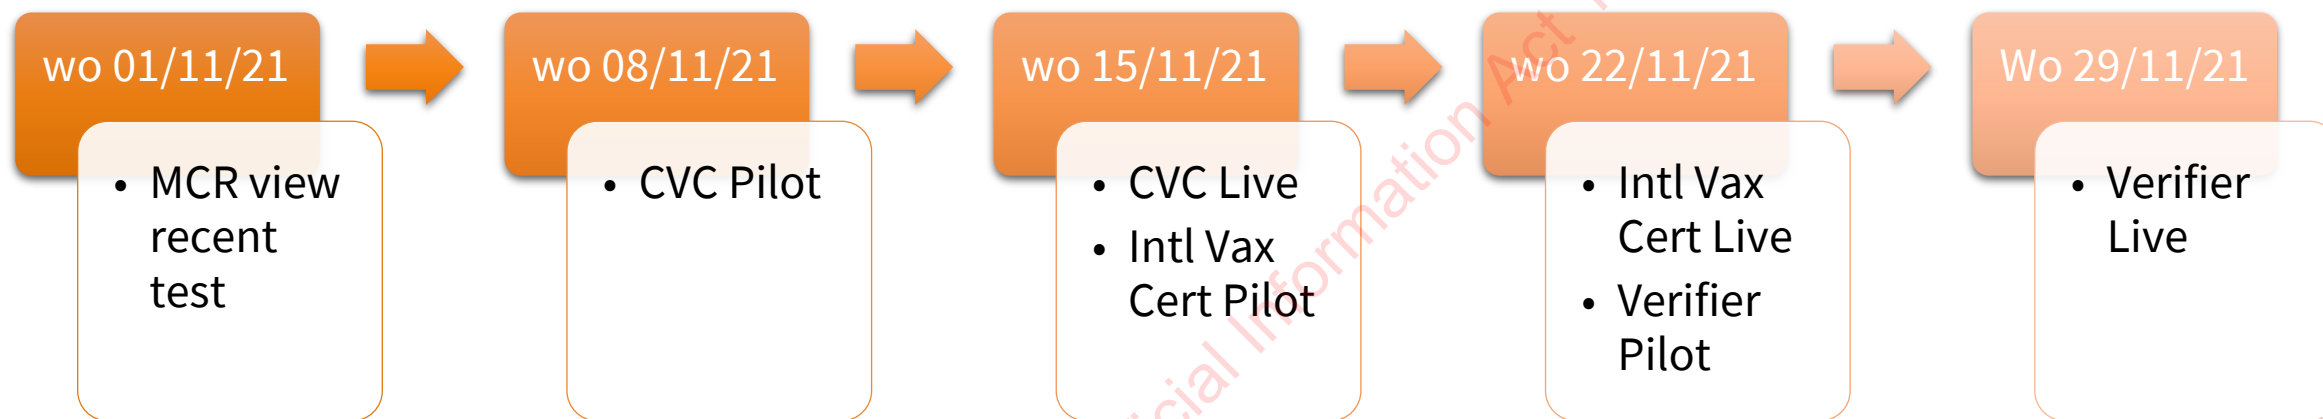 wo 01/11/21
• MCR view
recent
test
wo 08/11/21
• CVC Pilot
wo 15/11/21
• CVC Live
• Intl Vax
Cert Pilot
wo 22/11/21
• Intl Vax
Cert Live
• Verifier
Pilot
Wo 29/11/21
• Verifier
Live
Information Act